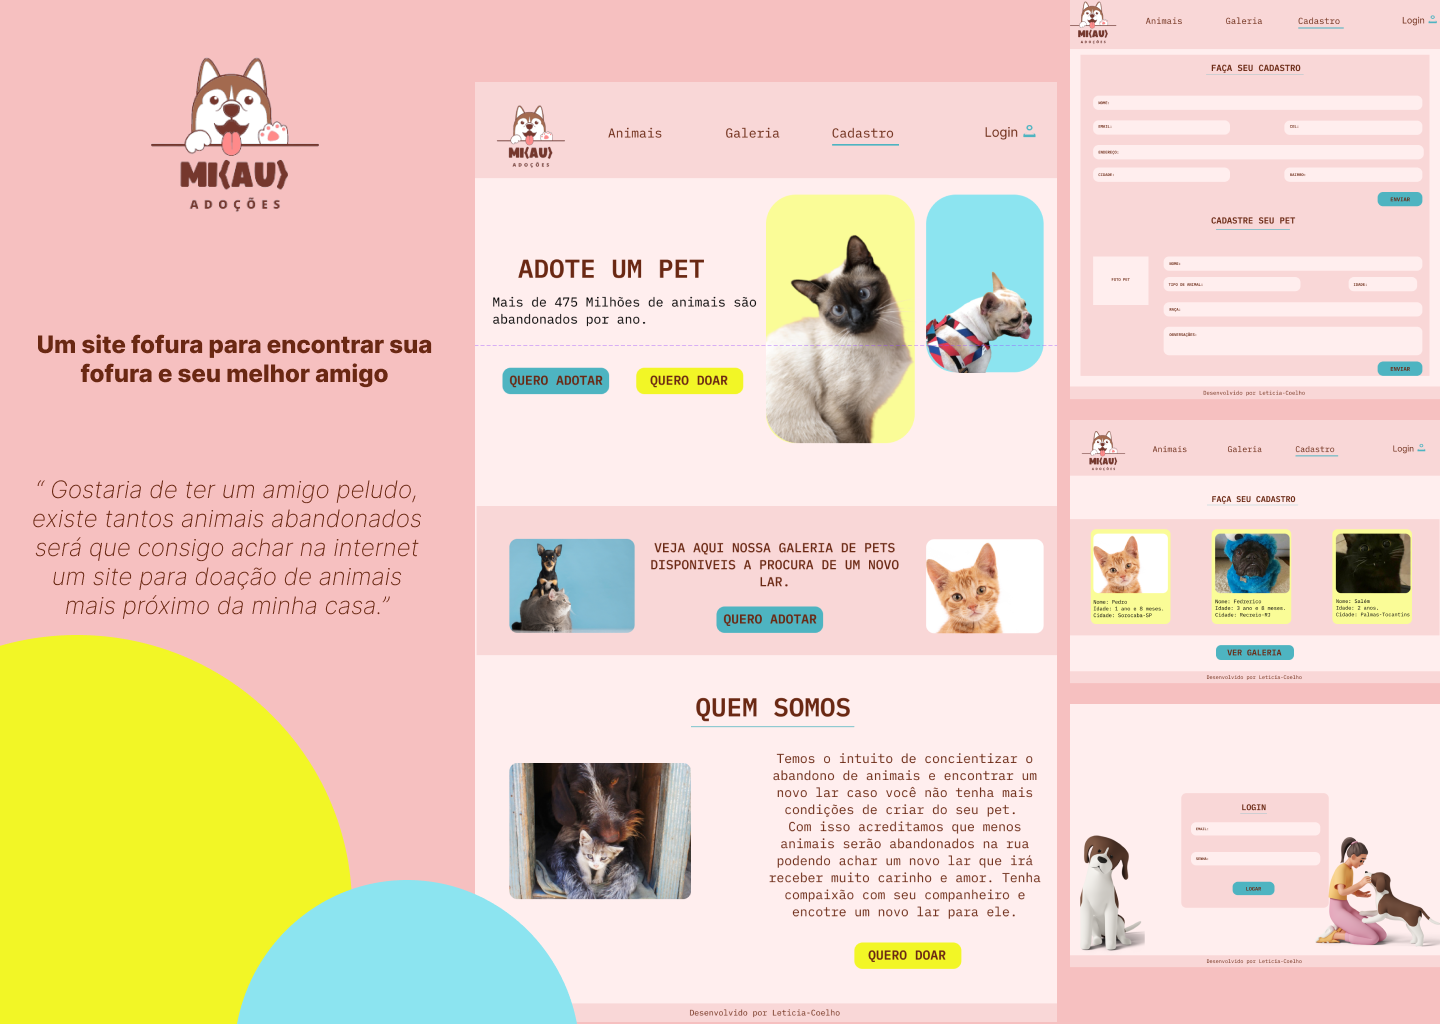 MI{AU}
ADOÇÕES
Um site fofura para encontrar sua
fofura e seu melhor amigo
“ Gostaria de ter um amigo peludo,
existe tantos animais abandonados
será que consigo achar na internet
um site para doação de animais
mais próximo da minha casa.”
MI{AU}
ADOÇÕES
Animais
Galeria
Cadastro
Login
ADOTE UM PET
Mais de 475 Milhões de animais são
abandonados por ano.
QUERO ADOTAR
QUERO DOAR
VEJA AQUI NOSSA GALERIA DE PETS
DISPONIVEIS A PROCURA DE UM NOVO
LAR.
QUERO ADOTAR
QUEM SOMOS
Temos o intuito de concientizar o
abandono de animais e encontrar um
novo lar caso você não tenha mais
condições de criar do seu pet.
Com isso acreditamos que menos
animais serão abandonados na rua
podendo achar um novo lar que irá
receber muito carinho e amor. Tenha
compaixão com seu companheiro e
encotre um novo lar para ele.
QUERO DOAR
Desenvolvido por Letícia-Coelho
MI{AU}
ADOÇÕES
Animais
Galeria
Cadastro
Login
FAÇA SEU CADASTRO
NOME:
EMAIL:
CEL:
ENDEREÇO:
CIDADE:
BAIRRO:
ENVIAR
CADASTRE SEU PET
FOTO PET
NOME:
TIPO DE ANIMAL:
IDADE:
RAÇA:
OBSERVAÇÕES:
ENVIAR
Desenvolvido por Letícia-Coelho
MI{AU}
ADOÇÕES
Animais
Galeria
Cadastro
Login
FAÇA SEU CADASTRO
Nome: Pedro
Idade: 1 ano e 8 meses.
Cidade: Sorocaba-SP
Nome: Fedrerico
Idade: 3 ano e 6 meses.
Cidade: Recreio-RJ
Nome: Salém
Idade: 2 anos.
Cidade: Palmas-Tocantins
VER GALERIA
Desenvolvido por Letícia-Coelho
LOGIN
EMAIL:
SENHA:
LOGAR
Desenvolvido por Letícia-Coelho